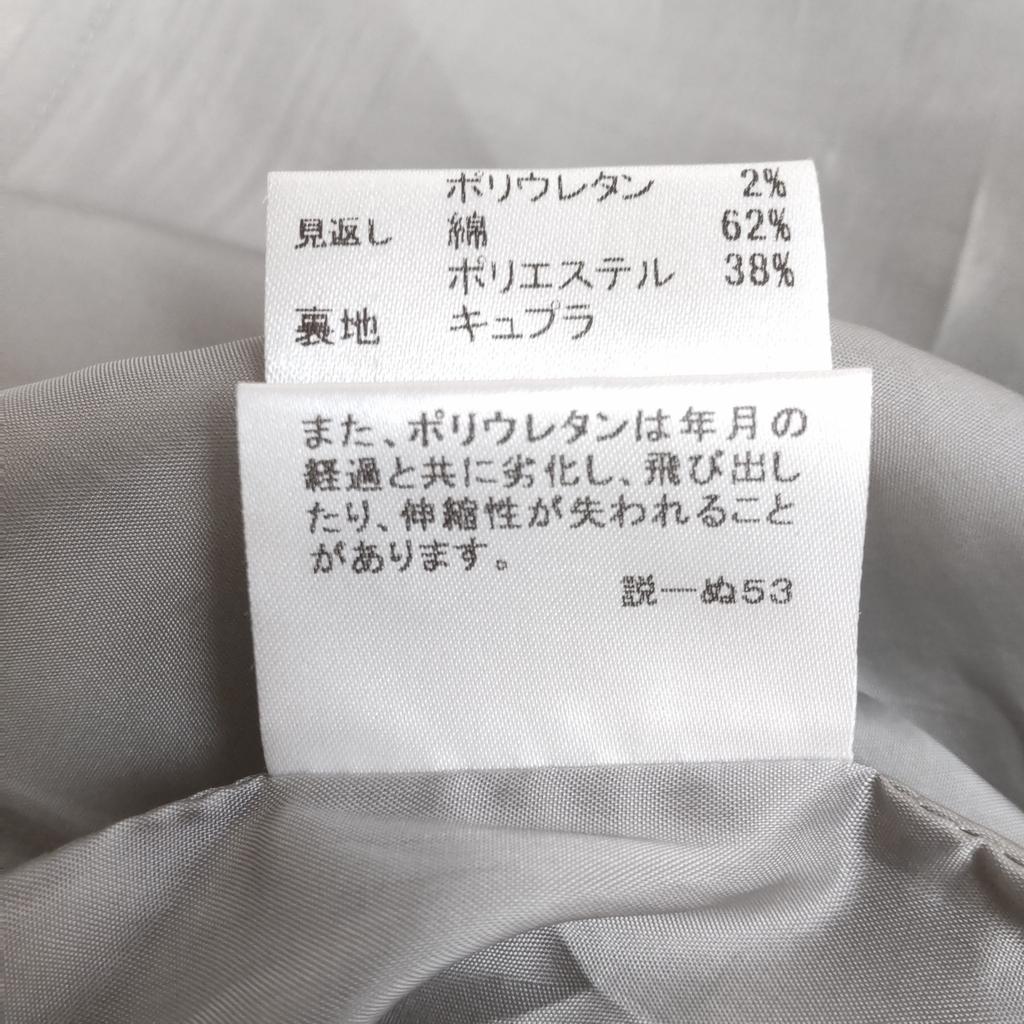 ポリウレタン 2%
見返し 綿 62%
ポリエステル 38%
裏地 キュプラ
また、ポリウレタンは年月の
経過と共に劣化し、飛び出し
たり、伸縮性が失われること
があります。
説―ぬ53